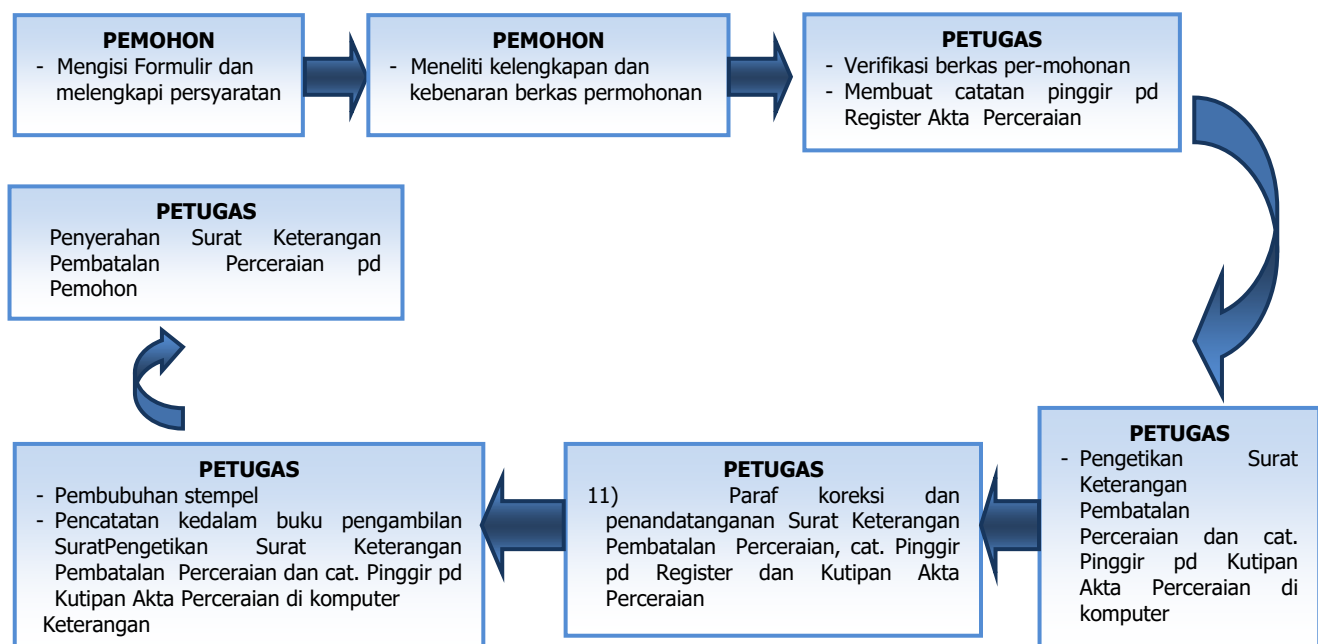 PEMOHON
- Mengisi Formulir dan
melengkapi persyaratan
PEMOHON
- Meneliti kelengkapan dan
kebenaran berkas permohonan
PETUGAS
- Verifikasi berkas per-mohonan
- Membuat catatan pinggir pd
Register Akta Perceraian
PETUGAS
- Pengetikan Surat
Keterangan
Pembatalan
Perceraian dan cat.
Pinggir pd Kutipan
Akta Perceraian di
komputer
PETUGAS
11) Paraf koreksi dan
penandatanganan Surat Keterangan
Pembatalan Perceraian, cat. Pinggir
pd Register dan Kutipan Akta
Perceraian
PETUGAS
- Pembubuhan stempel
- Pencatatan kedalam buku pengambilan
SuratPengetikan Surat Keterangan
Pembatalan Perceraian dan cat. Pinggir pd
Kutipan Akta Perceraian di komputer
Keterangan
PETUGAS
Penyerahan Surat Keterangan
Pembatalan Perceraian pd
Pemohon